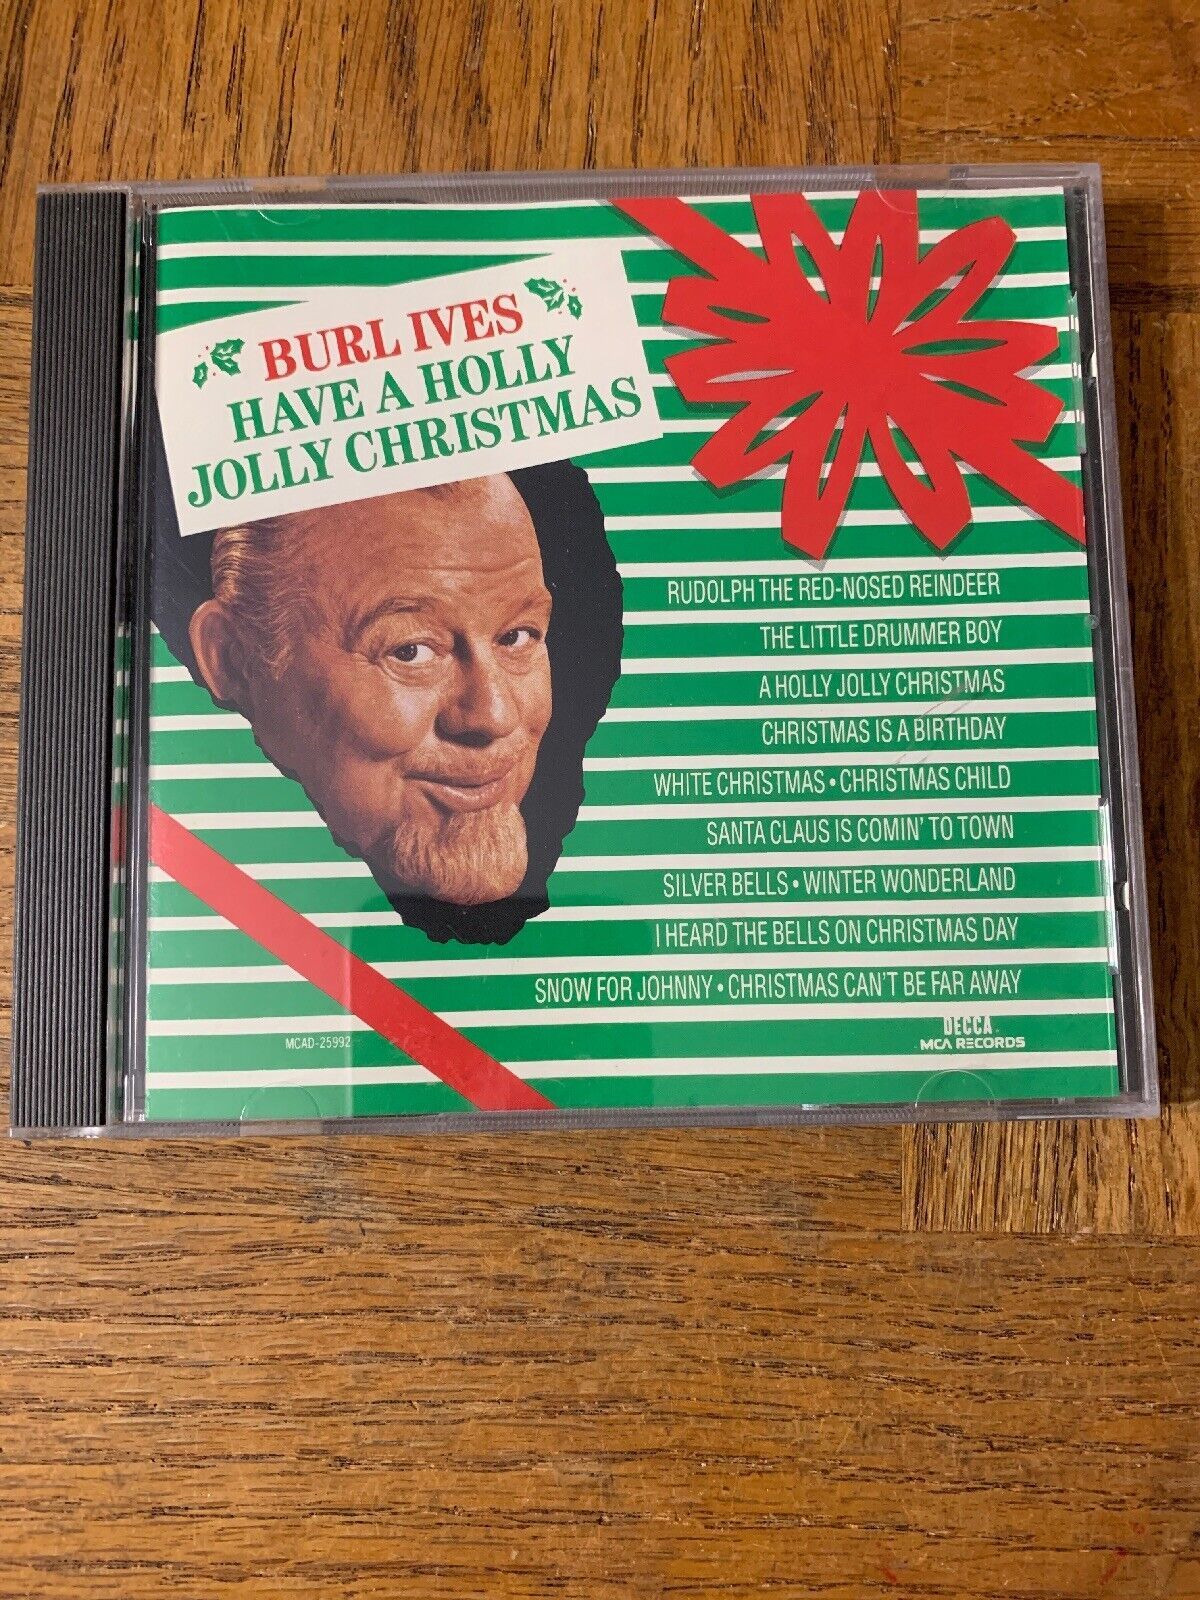 BURL IVES
HAVE A HOLLY
JOLLY CHRISTMAS
RUDOLPH THE RED-NOSED REINDEER
THE LITTLE DRUMMER BOY
A HOLLY JOLLY CHRISTMAS
CHRISTMAS IS A BIRTHDAY
WHITE CHRISTMAS • CHRISTMAS CHILD
SANTA CLAUS IS COMIN' TO TOWN
SILVER BELLS • WINTER WONDERLAND
I HEARD THE BELLS ON CHRISTMAS DAY
SNOW FOR JOHNNY • CHRISTMAS CAN'T BE FAR AWAY
MCAD-25992
DECCA
MCA RECORDS